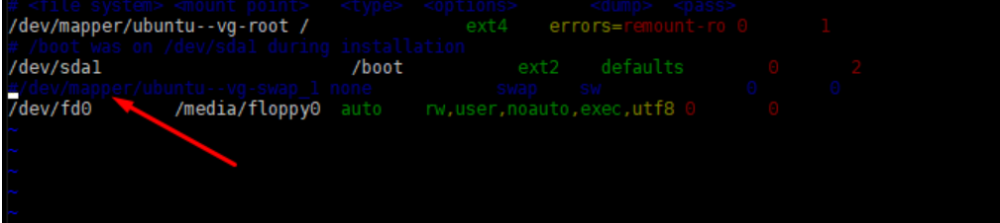 # <file system> <mount point>   <type>  <options>       <dump>  <pass>
/dev/mapper/ubuntu--vg-root /               ext4    errors=remount-ro 0       1
# /boot was on /dev/sda1 during installation
/dev/sda1                        /boot           ext2    defaults        0       2
#/dev/mapper/ubuntu--vg-swap_1 none            swap    sw              0       0
/dev/fd0        /media/floppy0  auto    rw,user,noauto,exec,utf8 0       0
~
~
~
~
~